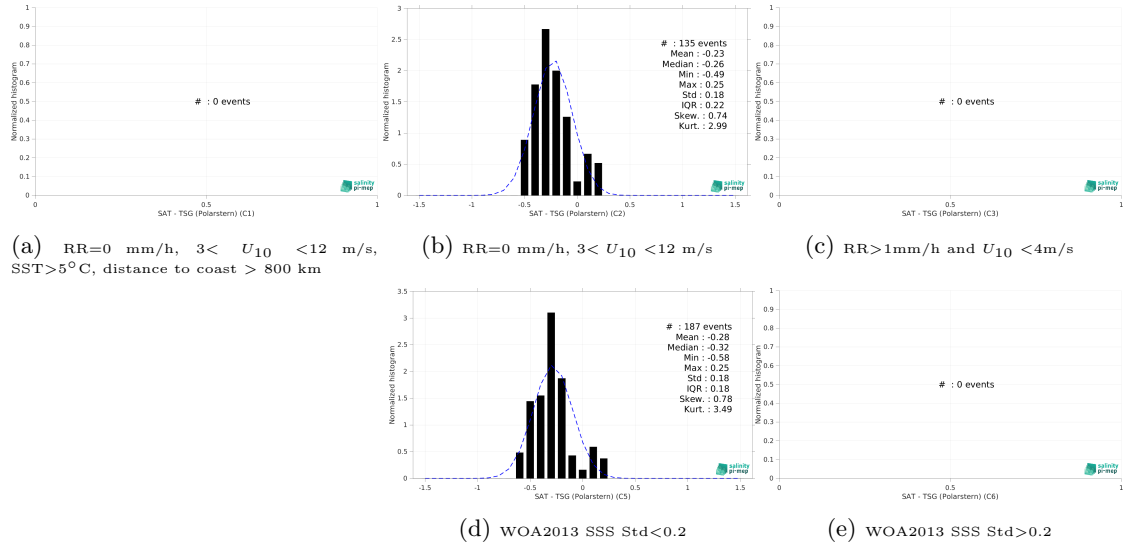 1
0.9
0.8
0.7
0.6
0.5
0.4
0.3
0.2
0.1
0
Normalized histogram
# : 0 events
0
0.5
1
SAT - TSG (Polarstern) (C1)
salinity
pi-mep
3
2.5
2
1.5
1
0.5
0
Normalized histogram
# : 135 events
Mean : -0.23
Median : -0.26
Min : -0.49
Max : 0.25
Std : 0.18
IQR : 0.22
Skew. : 0.74
Kurt. : 2.99
-1.5
-1
-0.5
0
0.5
1
1.5
SAT - TSG (Polarstern) (C2)
salinity
pi-mep
1
0.9
0.8
0.7
0.6
0.5
0.4
0.3
0.2
0.1
0
Normalized histogram
# : 0 events
0
0.5
1
SAT - TSG (Polarstern) (C3)
salinity
pi-mep
(a) RR=0 mm/h, 3< U10 <12 m/s,
SST>5°C, distance to coast > 800 km
(b) RR=0 mm/h, 3< U10 <12 m/s
(c) RR>1mm/h and U10 <4m/s
3.5
3
2.5
2
1.5
1
0.5
0
Normalized histogram
# : 187 events
Mean : -0.28
Median : -0.32
Min : -0.58
Max : 0.25
Std : 0.18
IQR : 0.18
Skew. : 0.78
Kurt. : 3.49
-1.5
-1
-0.5
0
0.5
1
1.5
SAT - TSG (Polarstern) (C5)
salinity
pi-mep
1
0.9
0.8
0.7
0.6
0.5
0.4
0.3
0.2
0.1
0
Normalized histogram
# : 0 events
0
0.5
1
SAT - TSG (Polarstern) (C6)
salinity
pi-mep
(d) WOA2013 SSS Std<0.2
(e) WOA2013 SSS Std>0.2